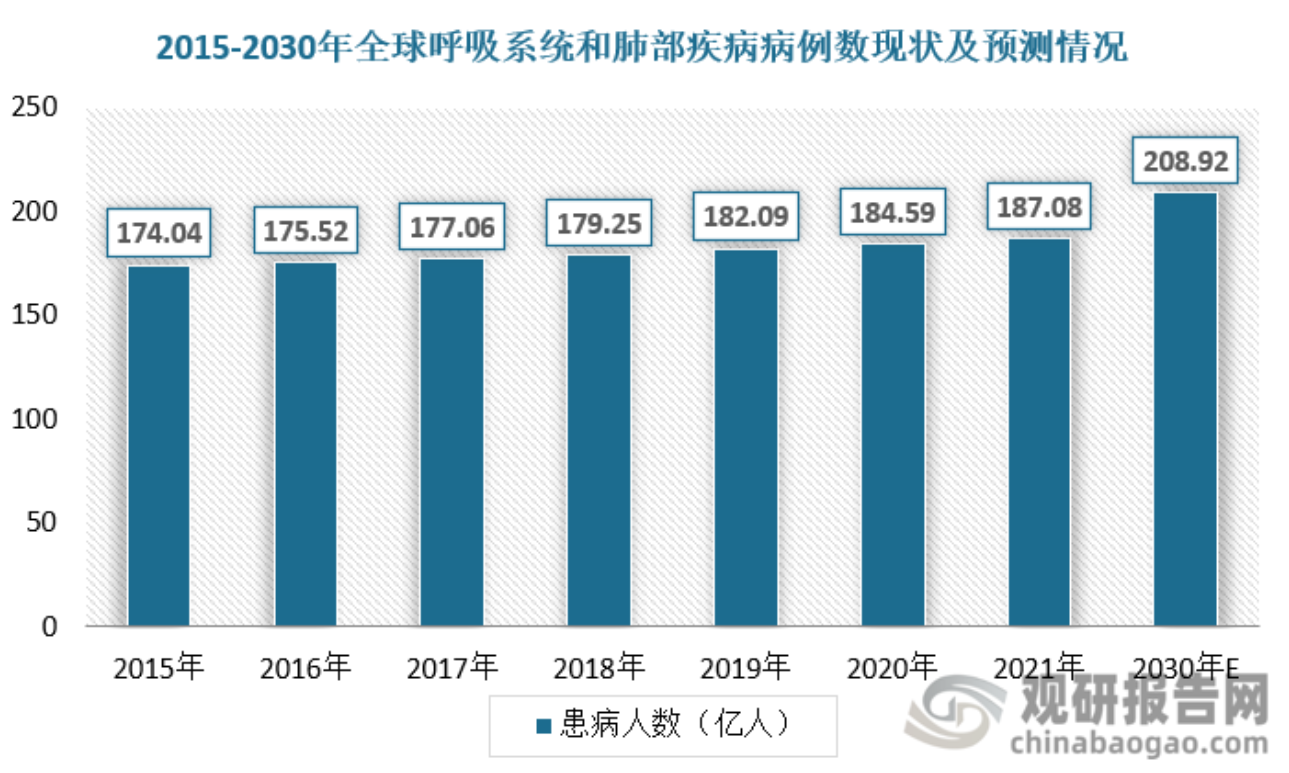 2015-2030年全球呼吸系统和肺部疾病病例数现状及预测情况
250
200
150
100
50
0
174.04
175.52
177.06
179.25
182.09
184.59
187.08
208.92
2015年
2016年
2017年
2018年
2019年
2020年
2021年
2030年E
患病人数（亿人）
观研报告网
chinabaogao.com